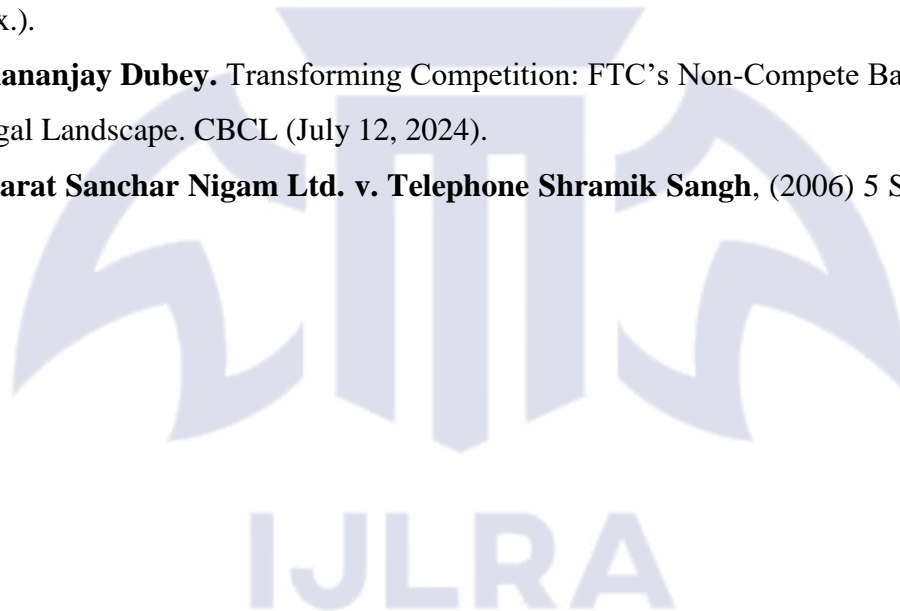 x.).
ananjay Dubey. Transforming Competition: FTC's Non-Compete Ba
gal Landscape. CBCL (July 12, 2024).
arat Sanchar Nigam Ltd. v. Telephone Shramik Sangh, (2006) 5 S
IJLRA